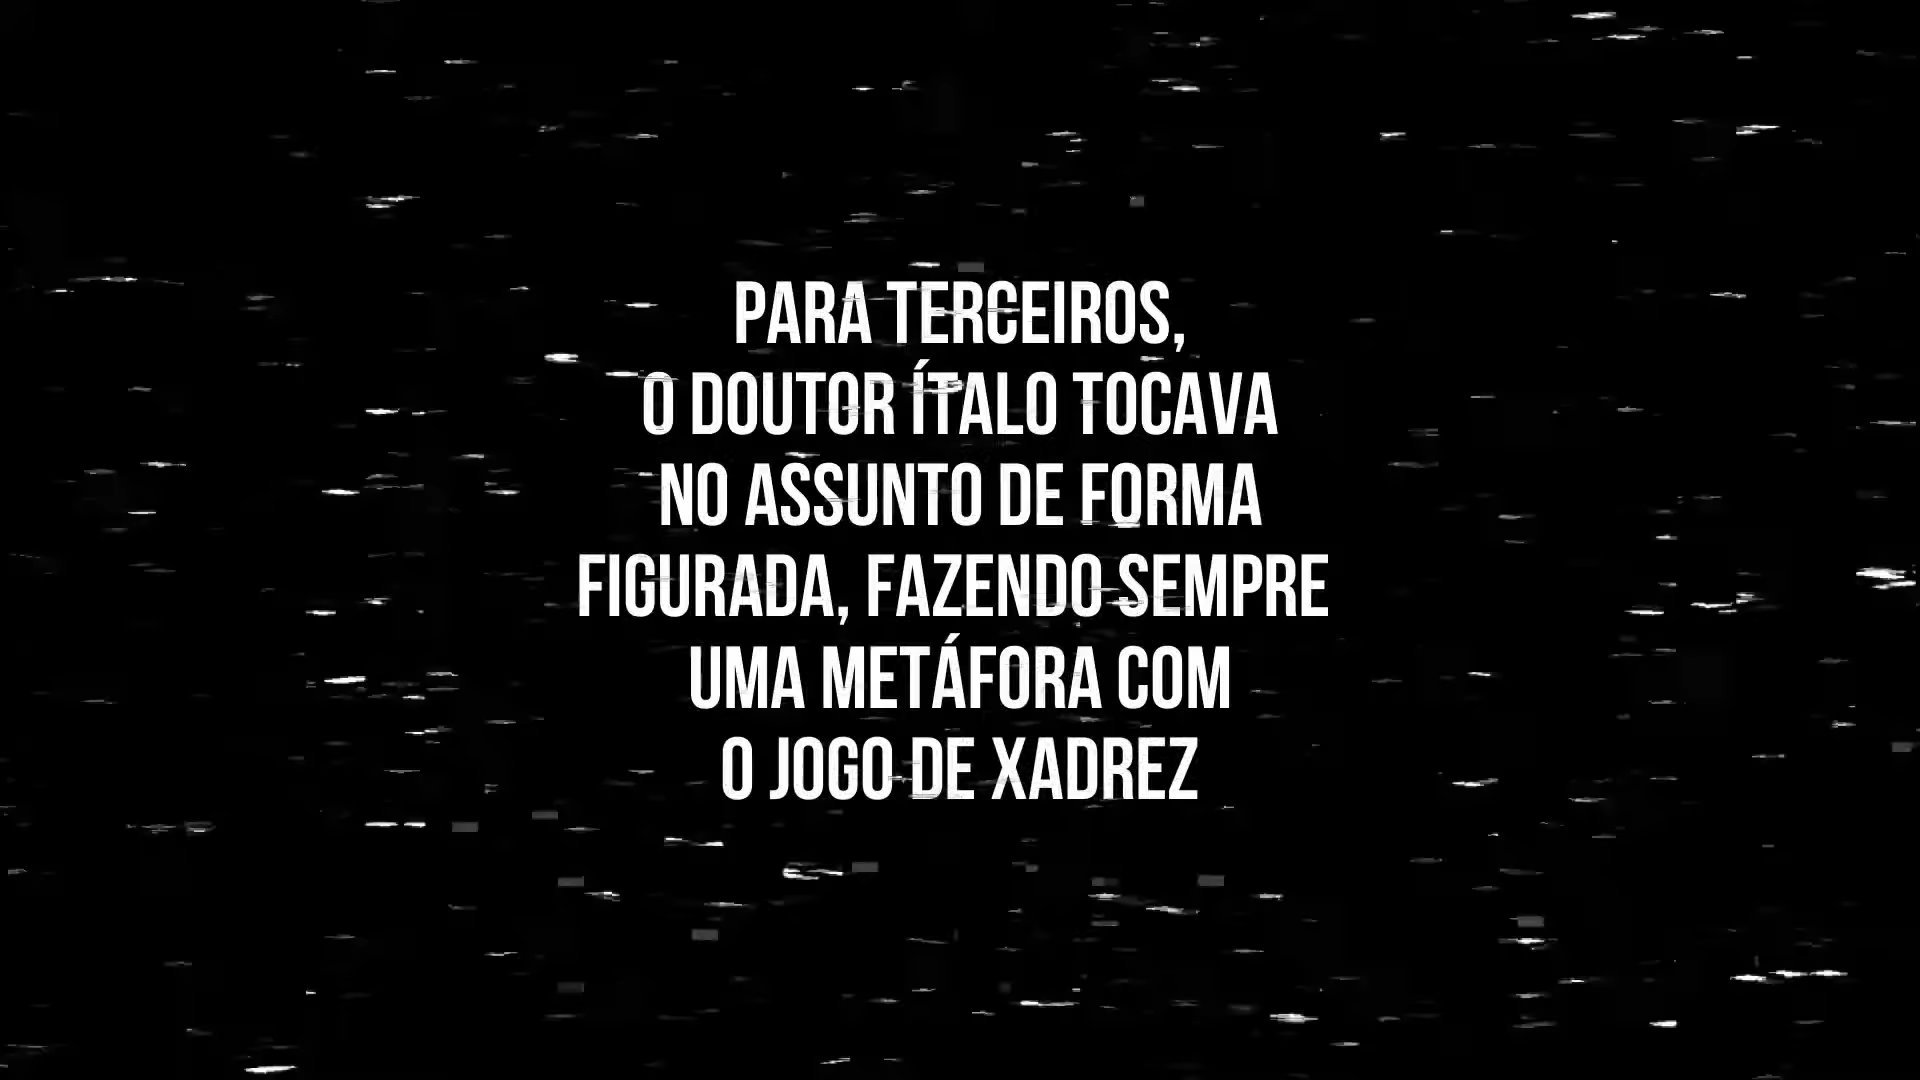 PARA TERCEIROS,
O DOUTOR ÍTALO TOCAVA
NO ASSUNTO DE FORMA
FIGURADA, FAZENDO SEMPRE
UMA METÁFORA COM
O JOGO DE XADREZ